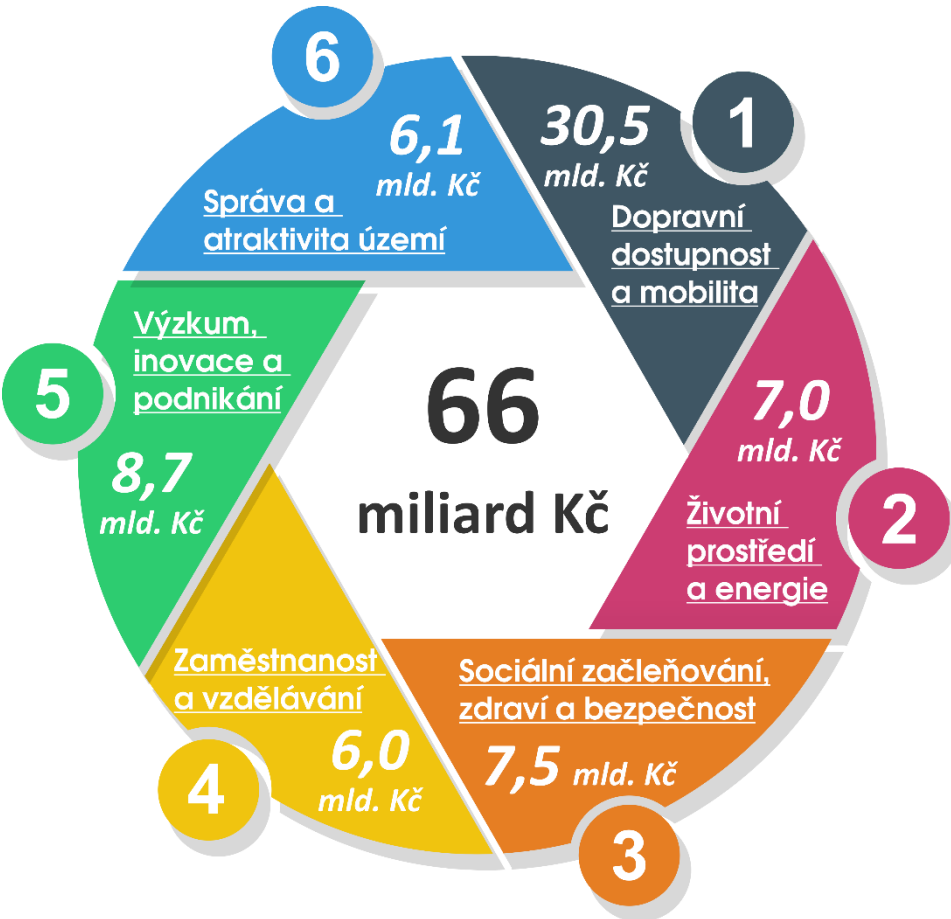 66
miliard Kč
1
30,5
mld. Kč
Dopravní
dostupnost
a mobilita
2
7,0
mld. Kč
Životní
prostředí
a energie
3
Sociální začleňování,
zdraví a bezpečnost
7,5 mld. Kč
4
Zaměstnanost
a vzdělávání
6,0
mld. Kč
5
Výzkum,
inovace a
podnikání
8,7
mld. Kč
6
6,1
mld. Kč
Správa a
atraktivita území